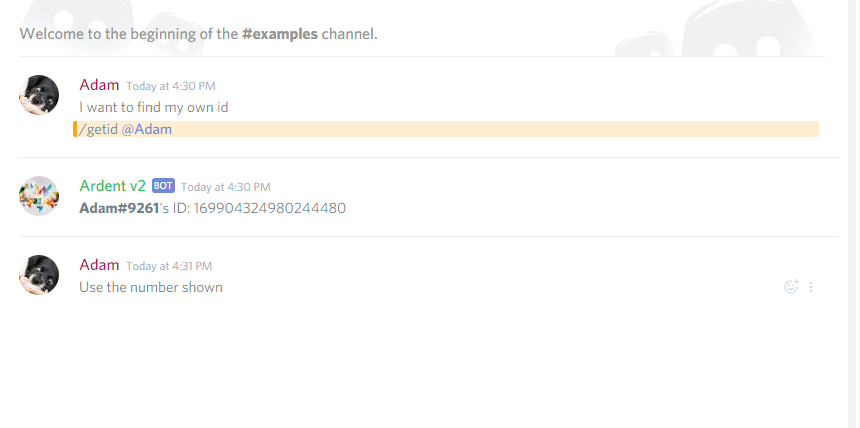 Welcome to the beginning of the #examples channel.
Adam Today at 4:30 PM
I want to find my own id
/getid @Adam
Ardent v2 BOT Today at 4:30 PM
Adam#9261's ID: 169904324980244480
Adam Today at 4:31 PM
Use the number shown